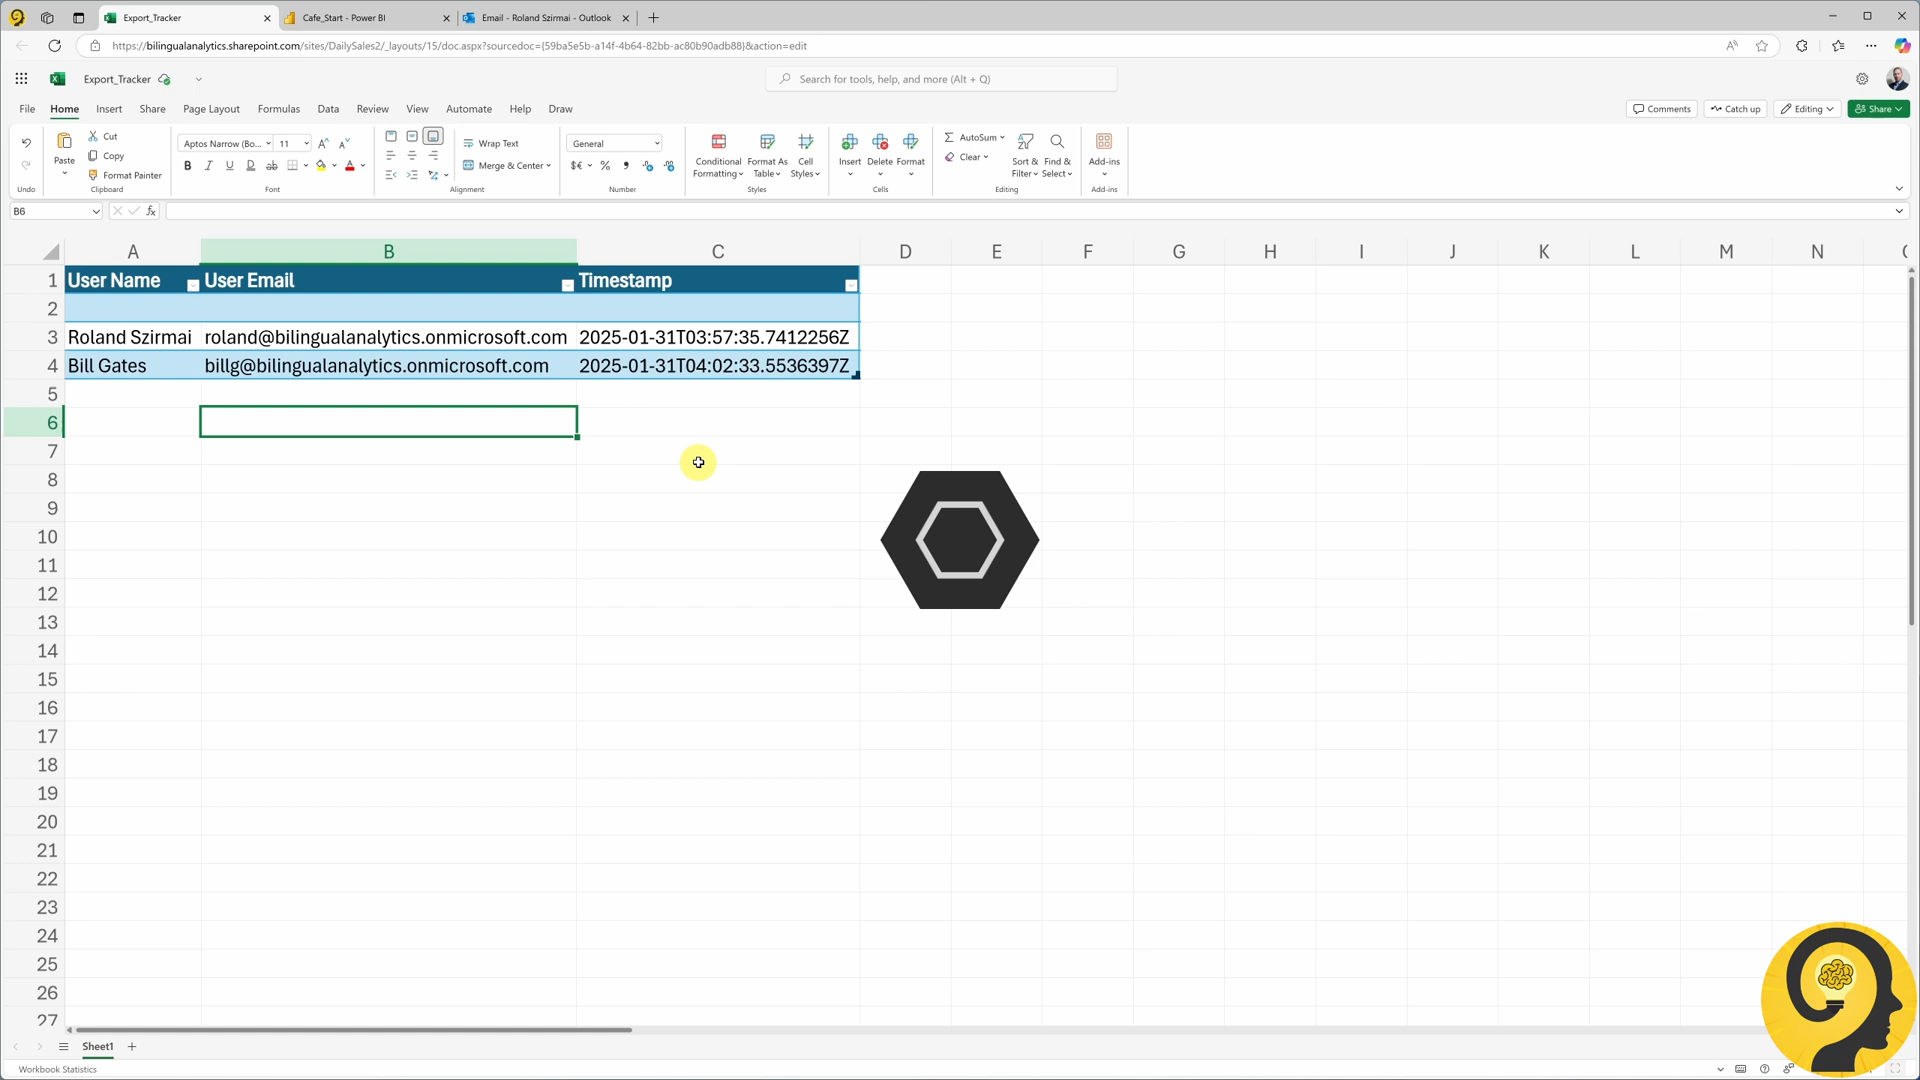 Export_Tracker
Cafe_Start - Power BI
Email - Roland Szirmai - Outlook
https://bilingualanalytics.sharepoint.com/sites/DailySales2/_layouts/15/doc.aspx?sourcedoc={59ba5e5b-a14f-4b64-82bb-ac80b90adb88}&action=edit
Export_Tracker
Search for tools, help, and more (Alt + Q)
File Home Insert Share Page Layout Formulas Data Review View Automate Help Draw
Comments Catch up Editing Share
Paste
Cut
Copy
Format Painter
Aptos Narrow (Bo... 11
B I U D ab A
Wrap Text
Merge & Center
General
$€ % 9
Conditional Formatting
Format As Table
Cell Styles
Insert Delete Format
AutoSum
Clear
Sort & Filter
Find & Select
Add-ins
Undo Clipboard Font Alignment Number Styles Cells Editing Add-ins
B6
fx
A B C D E F G H I J K L M N
1 User Name User Email Timestamp
2
3 Roland Szirmai roland@bilingualanalytics.onmicrosoft.com 2025-01-31T03:57:35.7412256Z
4 Bill Gates billg@bilingualanalytics.onmicrosoft.com 2025-01-31T04:02:33.5536397Z
5
6
7
8
9
10
11
12
13
14
15
16
17
18
19
20
21
22
23
24
25
26
27
Sheet1
Workbook Statistics